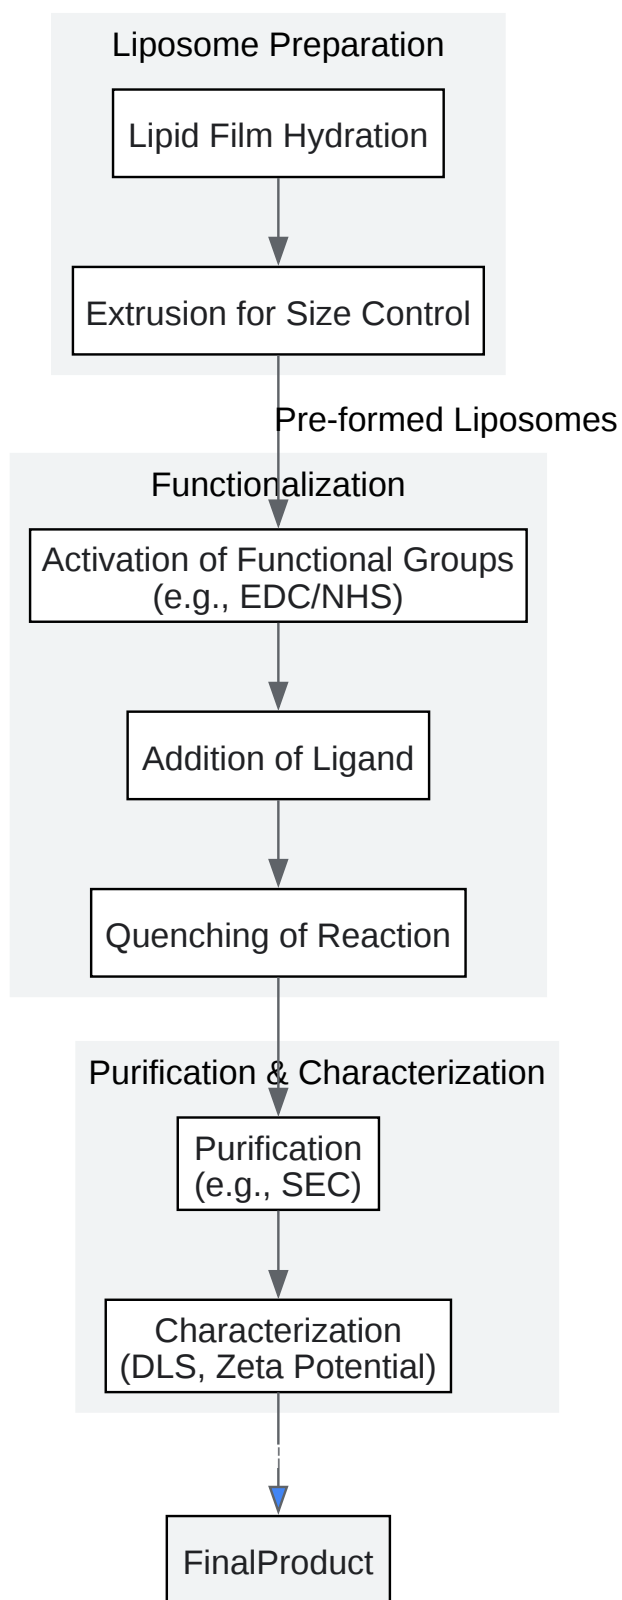 Liposome Preparation
Lipid Film Hydration
Extrusion for Size Control
Pre-formed Liposomes
Functionalization
Activation of Functional Groups
(e.g., EDC/NHS)
Addition of Ligand
Quenching of Reaction
Purification & Characterization
Purification
(e.g., SEC)
Characterization
(DLS, Zeta Potential)
FinalProduct